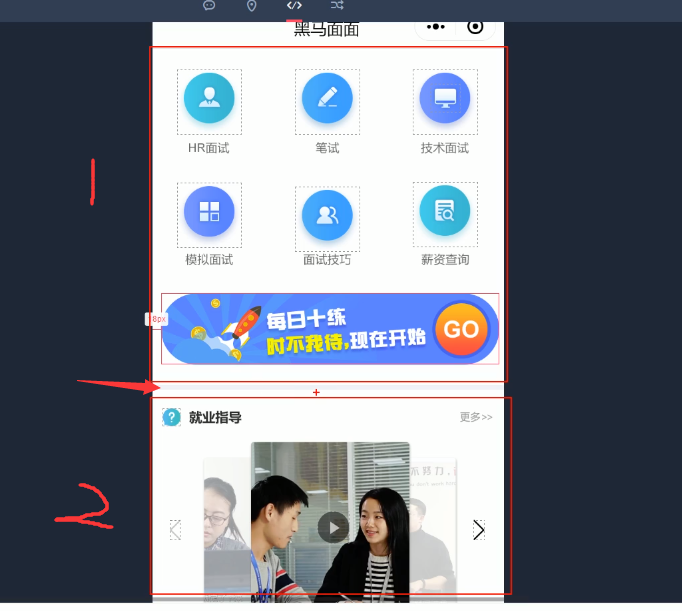 黑马面面
HR面试
笔试
技术面试
模拟面试
面试技巧
薪资查询
18px
每日十练
时不我待,现在开始
GO
1
? 就业指导
更多>>
2